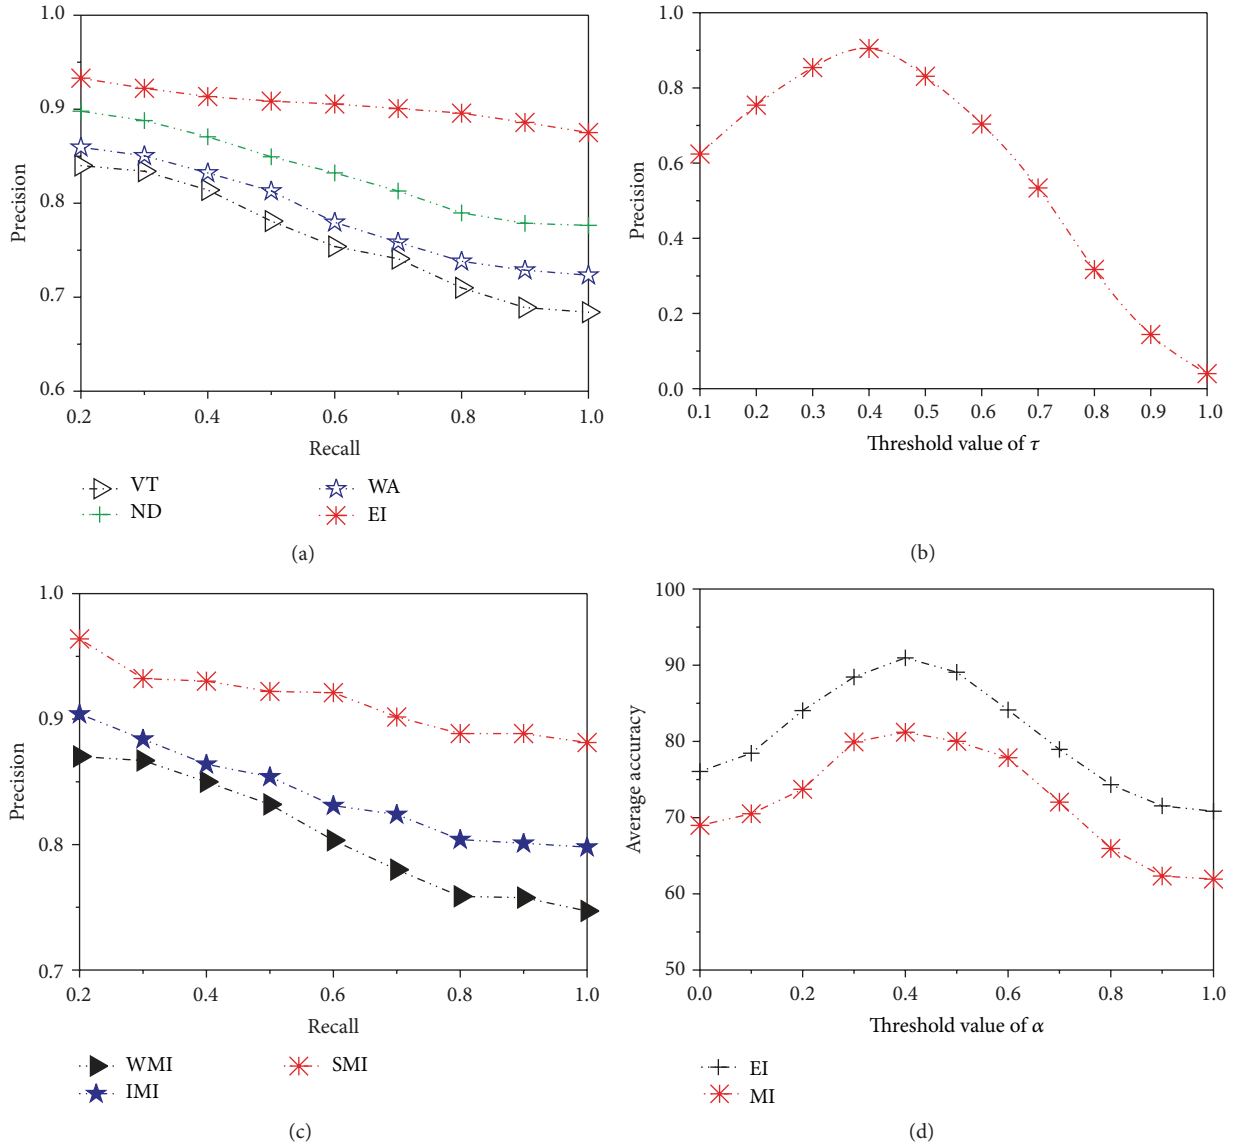 1.0
0.9
0.8
0.7
0.6
Precision
0.2
0.4
0.6
0.8
1.0
Recall
VT
ND
WA
EI
(a)
1.0
0.8
0.6
0.4
0.2
0.0
Precision
0.1
0.2
0.3
0.4
0.5
0.6
0.7
0.8
0.9
1.0
Threshold value of τ
(b)
1.0
0.9
0.8
0.7
Precision
0.2
0.4
0.6
0.8
1.0
Recall
WMI
IMI
SMI
(c)
100
90
80
70
60
50
Average accuracy
0.0
0.2
0.4
0.6
0.8
1.0
Threshold value of α
EI
MI
(d)